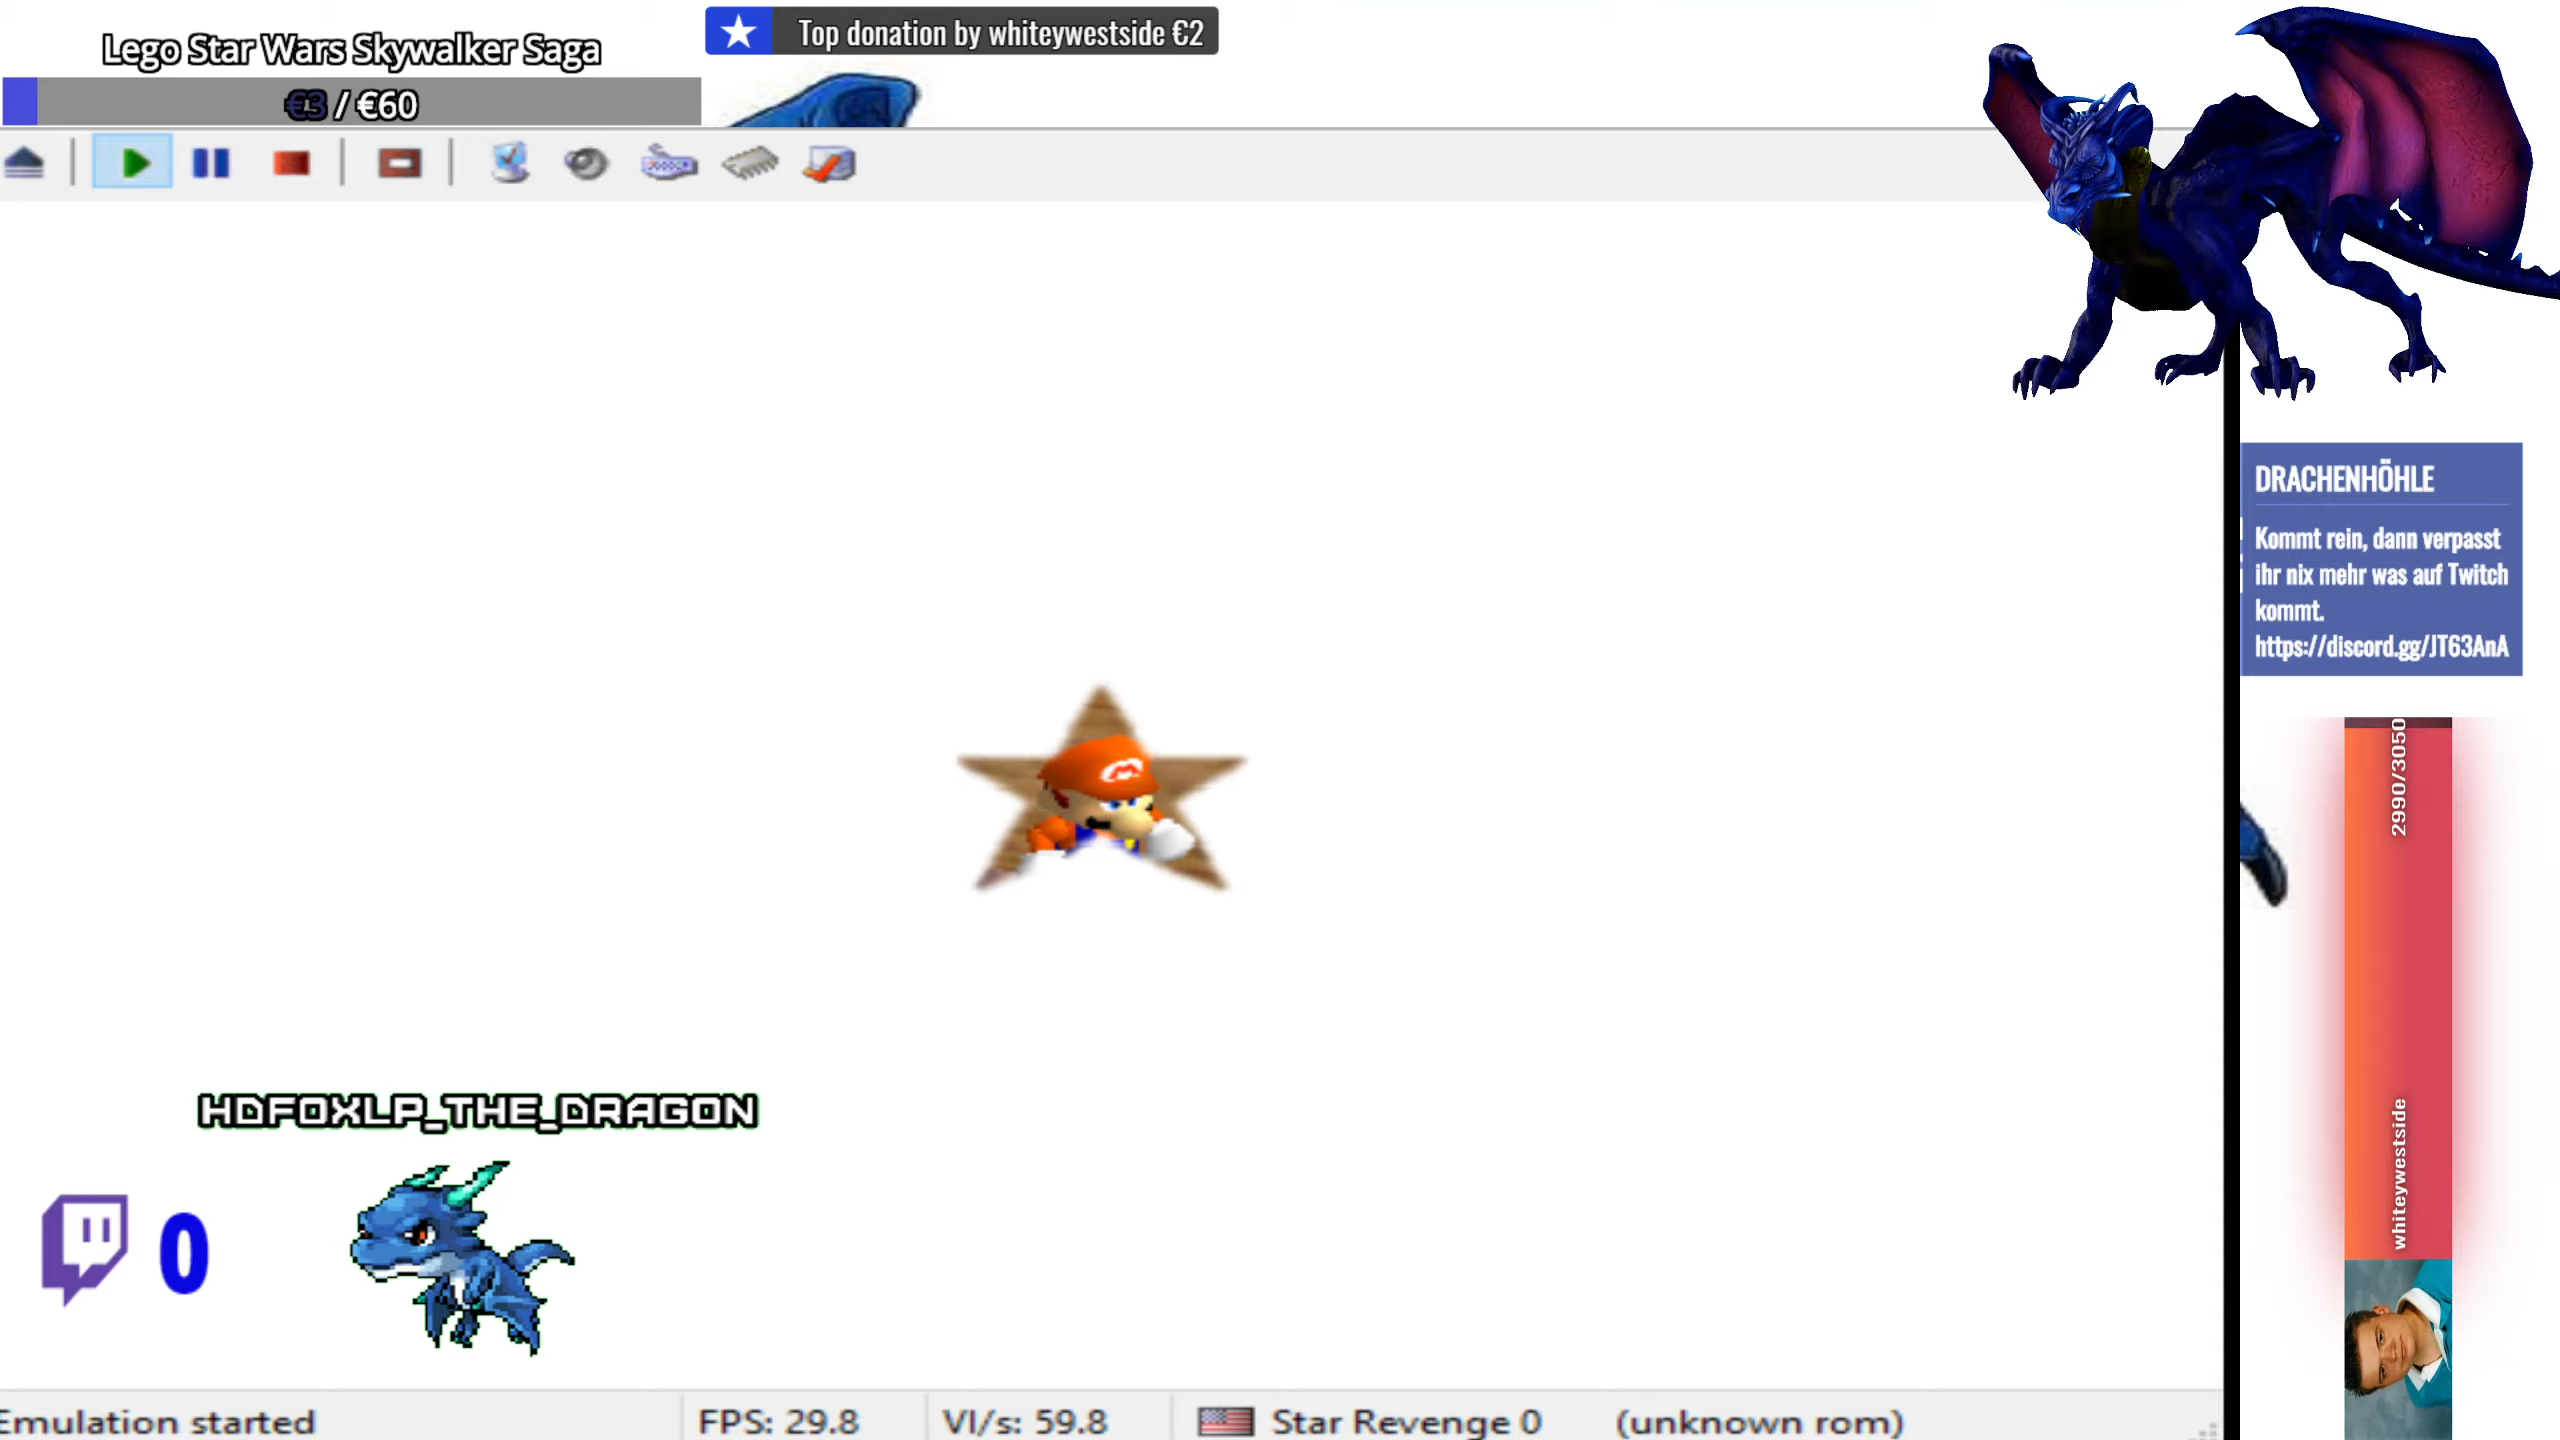 Lego Star Wars Skywalker Saga
€3 / €60
Top donation by whiteywestside €2
DRACHENHÖHLE
Kommt rein, dann verpasst
ihr nix mehr was auf Twitch
kommt.
https://discord.gg/JT63AnA
2990/3050
whiteywestside
HDFOXLP_THE_DRAGON
0
Emulation started
FPS: 29.8
VI/s: 59.8
Star Revenge 0
(unknown rom)